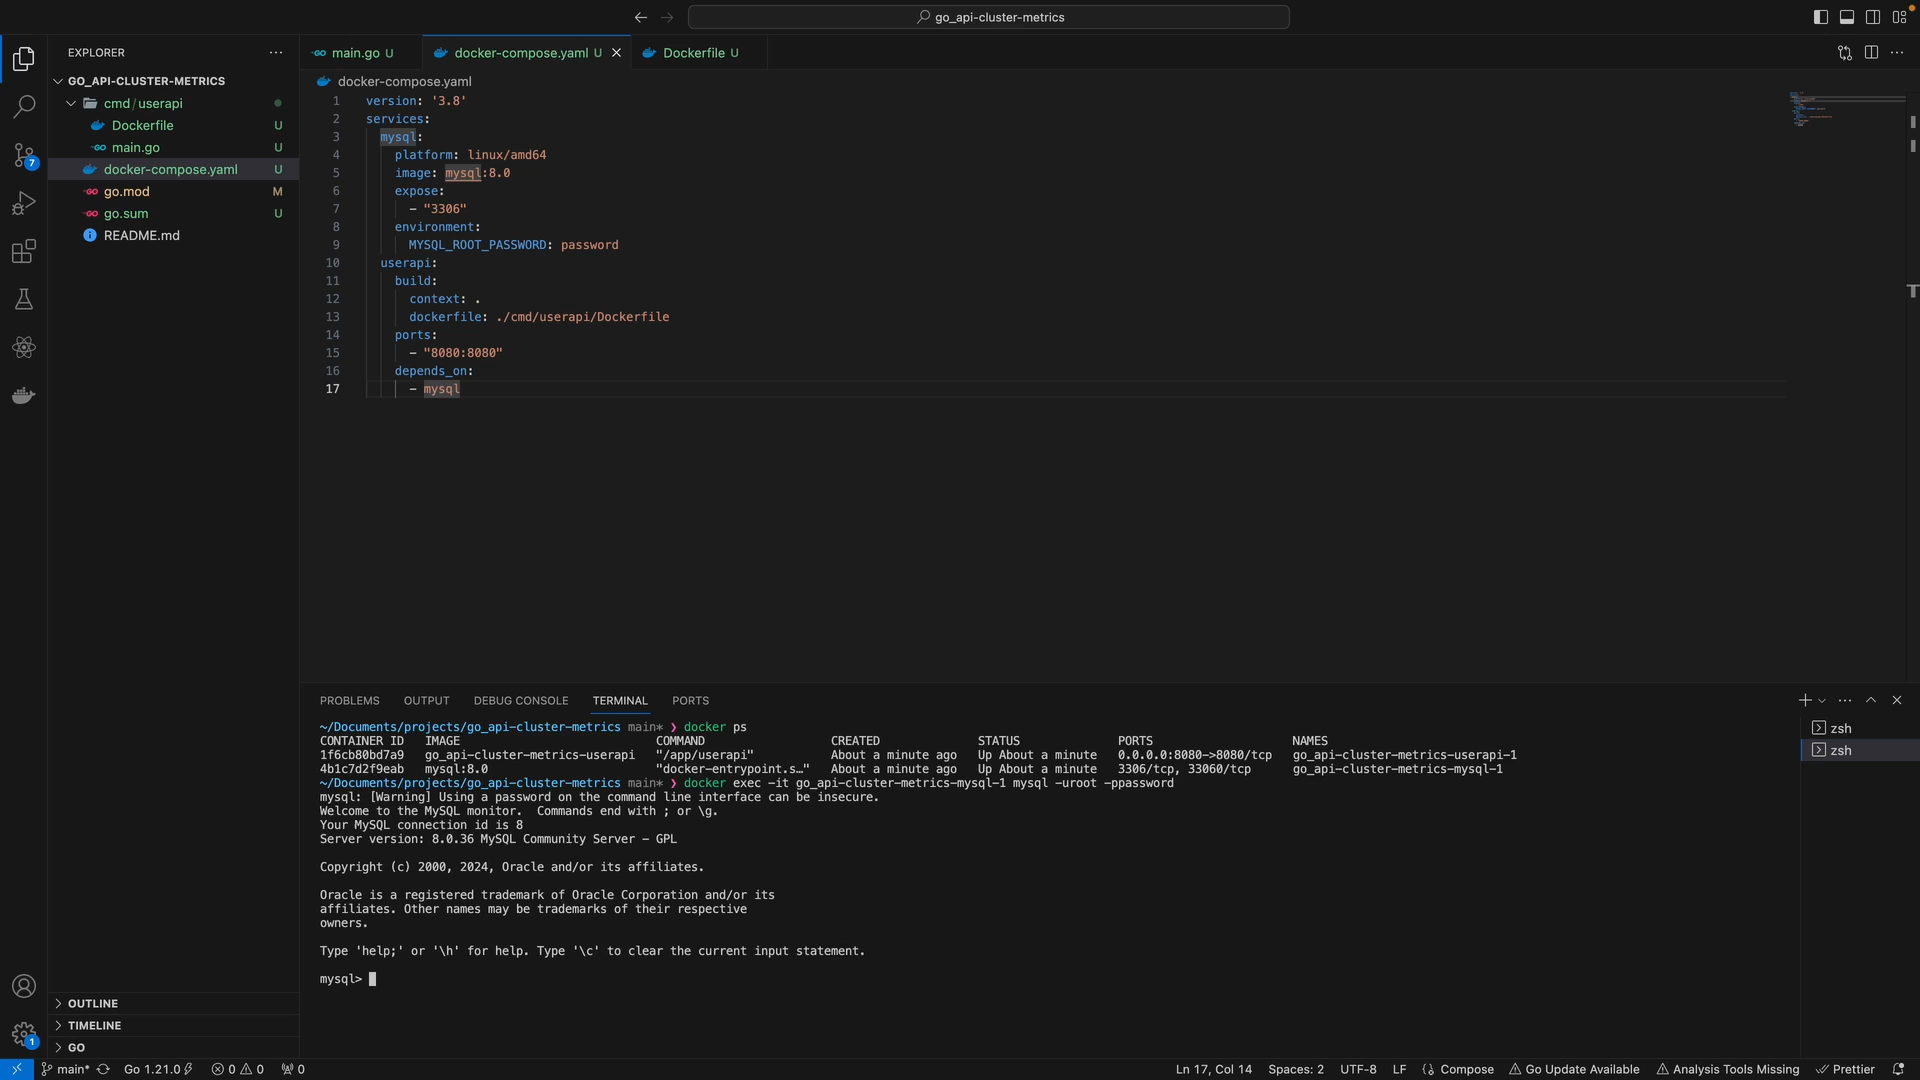 go_api-cluster-metrics
EXPLORER
GO_API-CLUSTER-METRICS
cmd/userapi
Dockerfile U
main.go U
docker-compose.yaml U
go.mod M
go.sum U
README.md
7
1
OUTLINE
TIMELINE
GO
main.go U
docker-compose.yaml U
Dockerfile U
docker-compose.yaml
1 version: '3.8'
2 services:
3 mysql:
4 platform: linux/amd64
5 image: mysql:8.0
6 expose:
7 - "3306"
8 environment:
9 MYSQL_ROOT_PASSWORD: password
10 userapi:
11 build:
12 context: .
13 dockerfile: ./cmd/userapi/Dockerfile
14 ports:
15 - "8080:8080"
16 depends_on:
17 - mysql
PROBLEMS OUTPUT DEBUG CONSOLE TERMINAL PORTS
~/Documents/projects/go_api-cluster-metrics main* ❯ docker ps
CONTAINER ID IMAGE COMMAND CREATED STATUS PORTS NAMES
1f6cb80bd7a9 go_api-cluster-metrics-userapi "/app/userapi" About a minute ago Up About a minute 0.0.0.0:8080->8080/tcp go_api-cluster-metrics-userapi-1
4b1c7d2f9eab mysql:8.0 "docker-entrypoint.s…" About a minute ago Up About a minute 3306/tcp, 33060/tcp go_api-cluster-metrics-mysql-1
~/Documents/projects/go_api-cluster-metrics main* ❯ docker exec -it go_api-cluster-metrics-mysql-1 mysql -uroot -ppassword
mysql: [Warning] Using a password on the command line interface can be insecure.
Welcome to the MySQL monitor. Commands end with ; or \g.
Your MySQL connection id is 8
Server version: 8.0.36 MySQL Community Server - GPL
Copyright (c) 2000, 2024, Oracle and/or its affiliates.
Oracle is a registered trademark of Oracle Corporation and/or its
affiliates. Other names may be trademarks of their respective
owners.
Type 'help;' or '\h' for help. Type '\c' to clear the current input statement.
mysql>
zsh
zsh
main* Go 1.21.0 0 0 0 Ln 17, Col 14 Spaces: 2 UTF-8 LF Compose Go Update Available Analysis Tools Missing Prettier